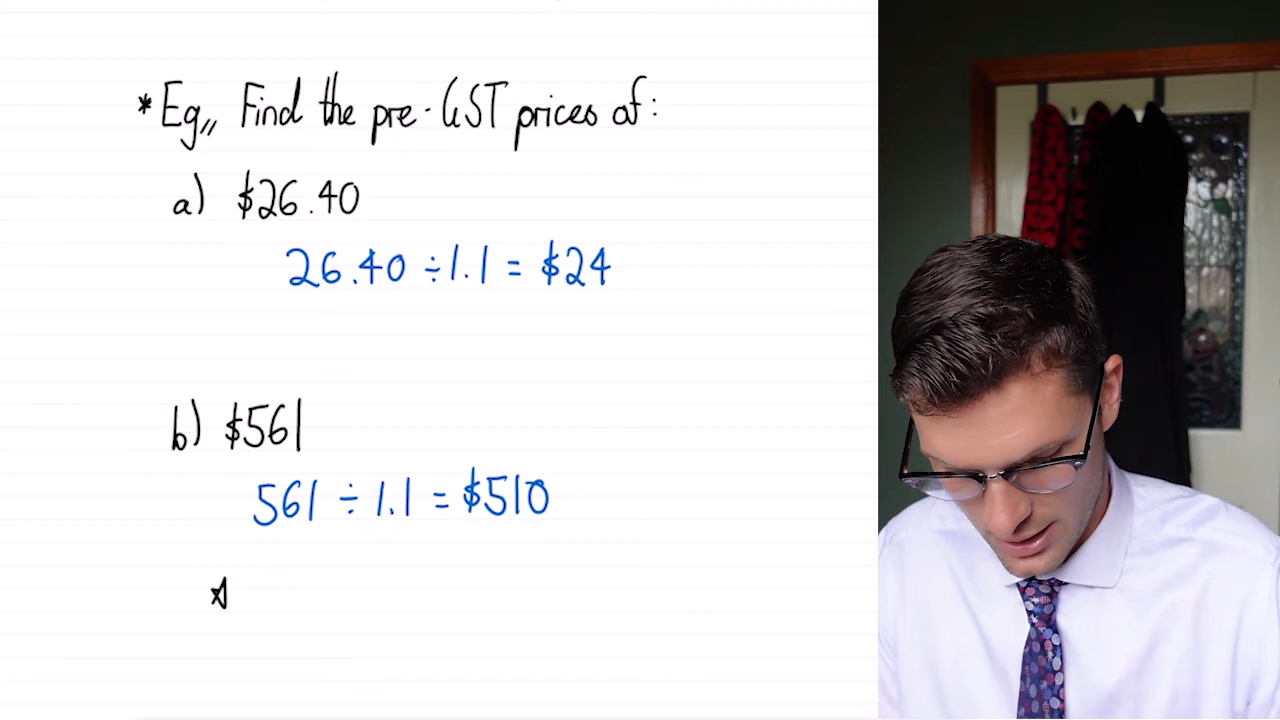 *Eg,, Find the pre-GST prices of:
a) $26.40
26.40 ÷ 1.1 = $24
b) $561
561 ÷ 1.1 = $510